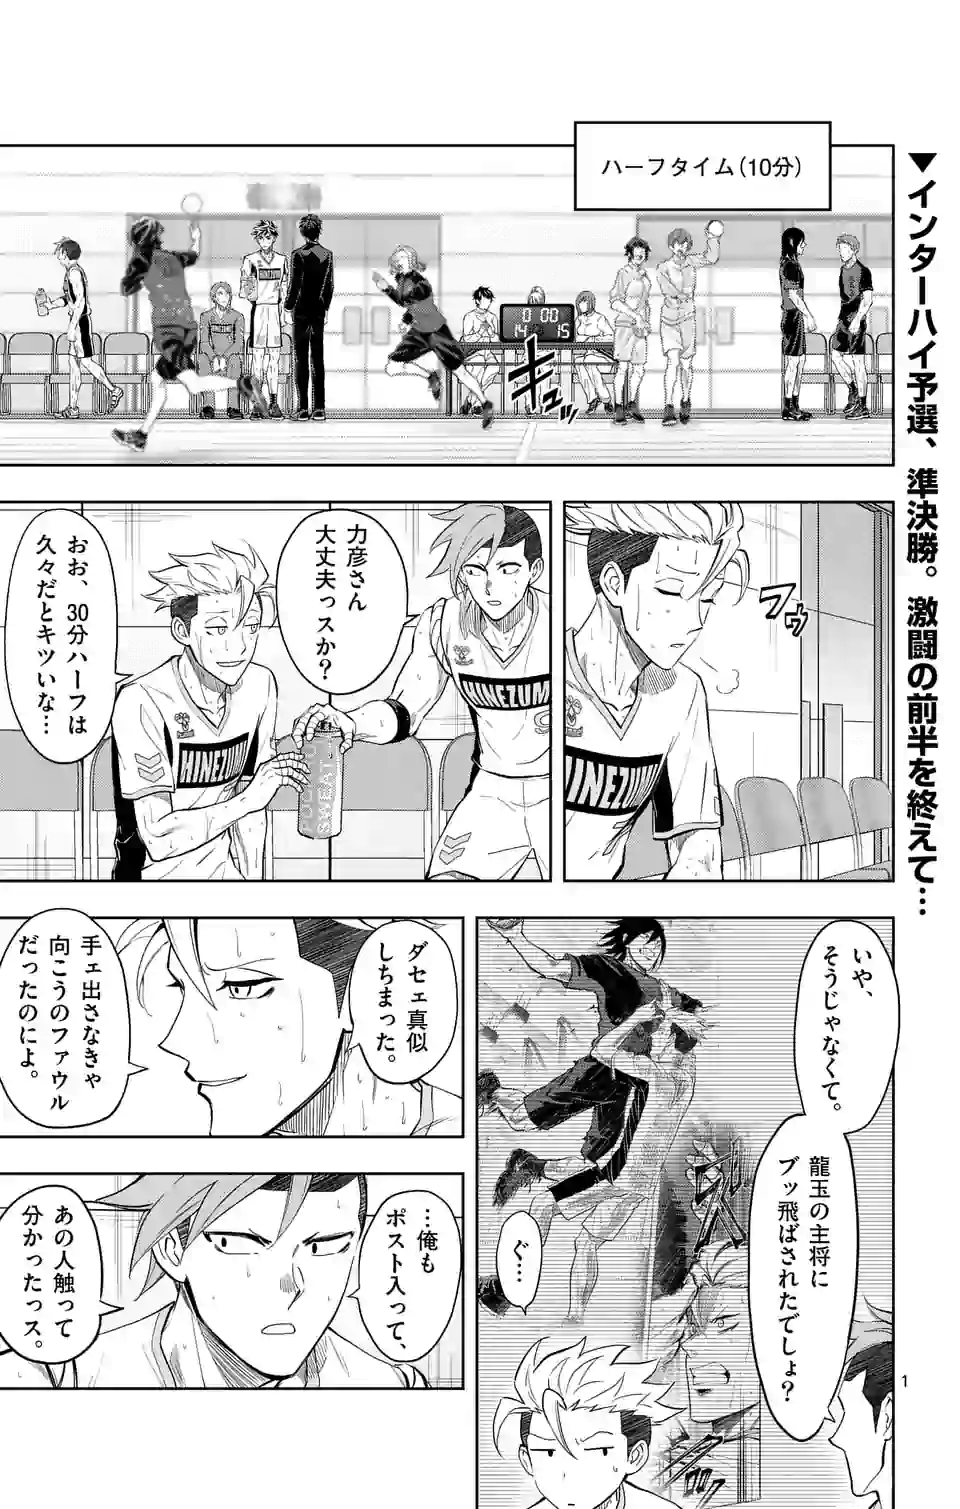 ▼インターハイ予選、準決勝。激闘の前半を終えて…
ハーフタイム(10分)
0 00
14 15
キュッ
フゥゥ
HINEZUM
力彦さん
大丈夫っスか?
HINEZUM
SWEAT
おお、30分ハーフは
久々だとキツいな…
HINEZU
いや、
そうじゃなくて。
龍玉の主将に
ブッ飛ばされたでしょ?
ぐ…
ダセェ真似
しちまった。
手ェ出さなきゃ
向こうのファウル
だったのによ。
…俺も
ポスト入って、
あの人触って
分かったっス。
1